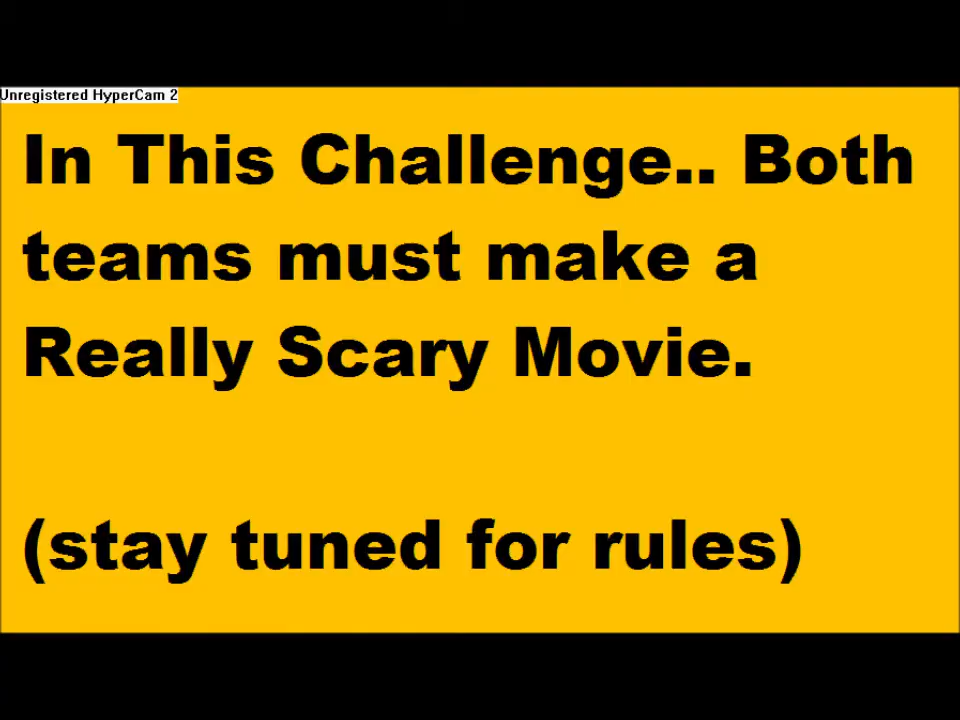 Unregistered HyperCam 2
In This Challenge.. Both
teams must make a
Really Scary Movie.
(stay tuned for rules)